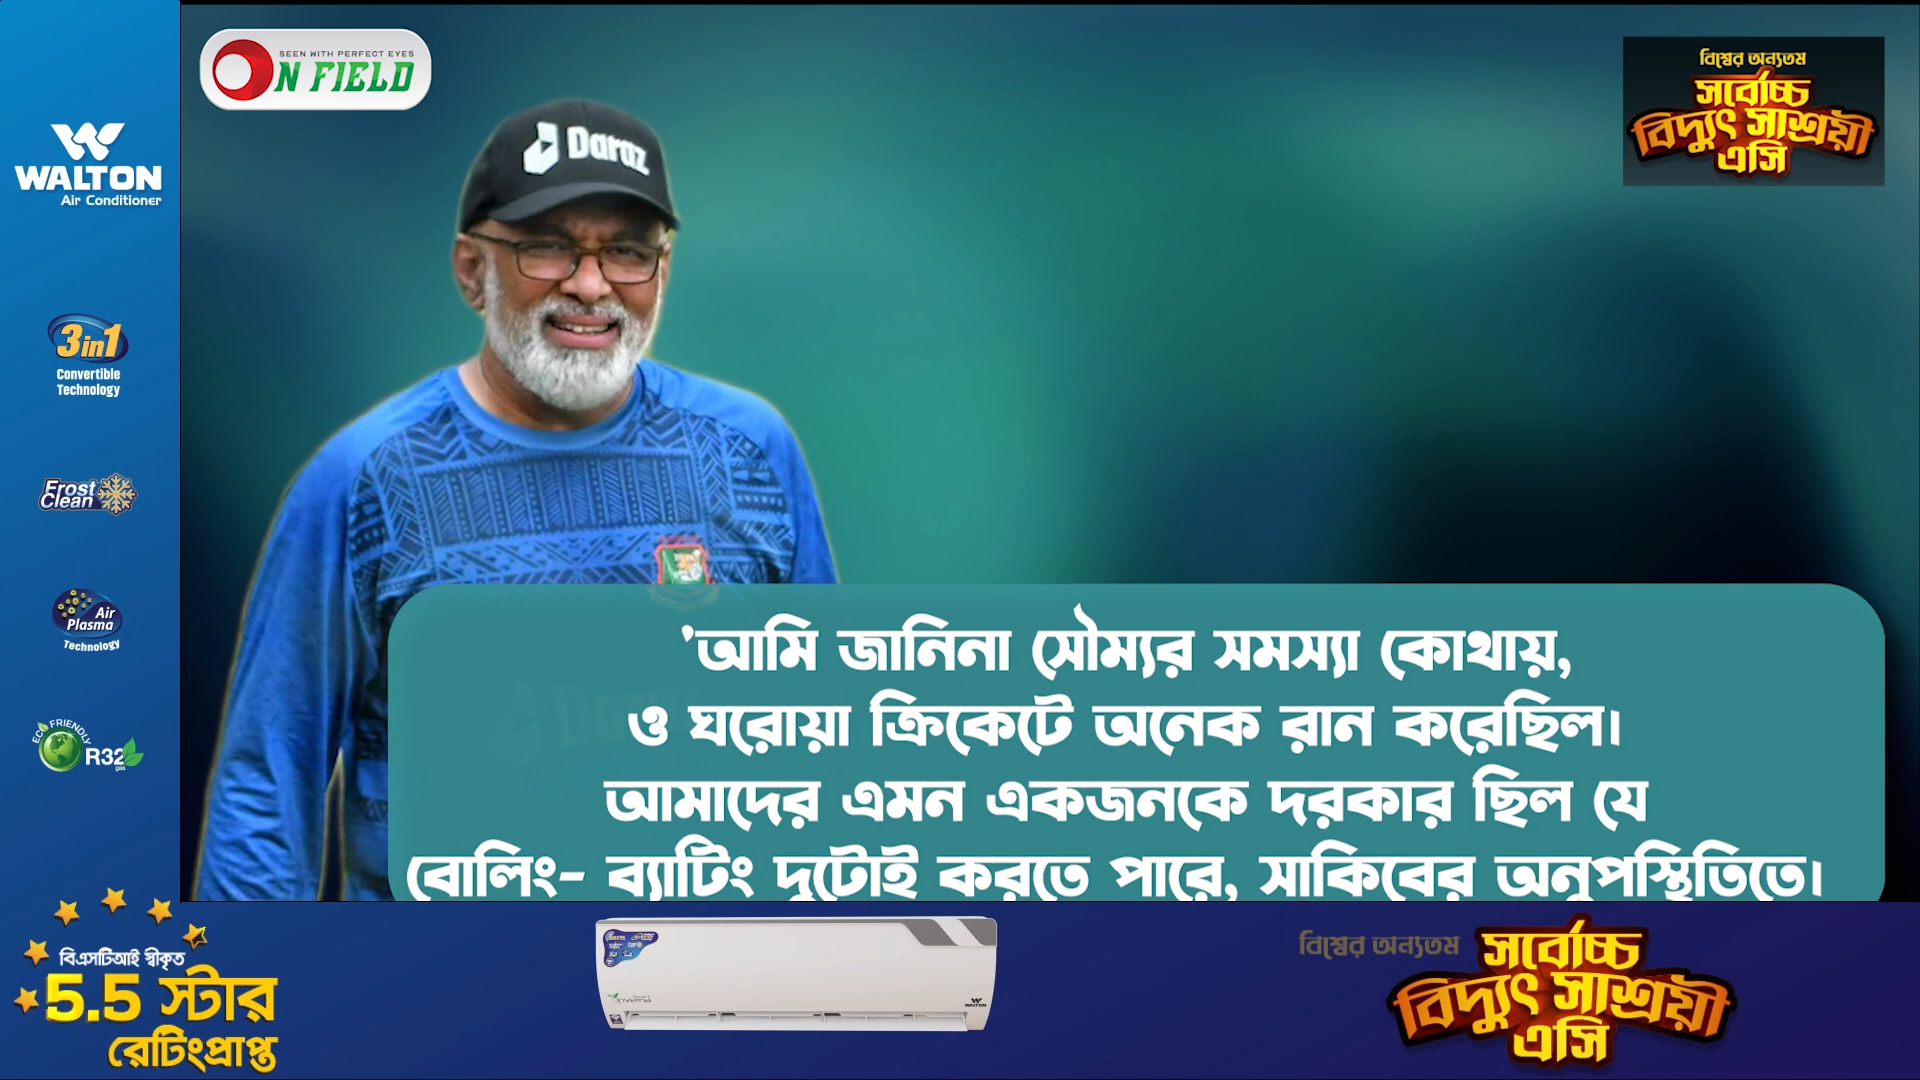 SEEN WITH PERFECT EYES
ON FIELD
বিশ্বের অন্যতম
সর্বোচ্চ
বিদ্যুৎ সাশ্রয়ী
এসি
WALTON
Air Conditioner
3in1
Convertible
Technology
Frost
Clean
Air
Plasma
Technology
ECO FRIENDLY
R32
gas
Daraz
'আমি জানিনা সৌম্যর সমস্যা কোথায়,
ও ঘরোয়া ক্রিকেটে অনেক রান করেছিল।
আমাদের এমন একজনকে দরকার ছিল যে
বোলিং- ব্যাটিং দুটোই করতে পারে, সাকিবের অনুপস্থিতিতে।
বিএসটিআই স্বীকৃত
5.5 স্টার
রেটিংপ্রাপ্ত
WALTON
বিশ্বের অন্যতম
সর্বোচ্চ
বিদ্যুৎ সাশ্রয়ী
এসি